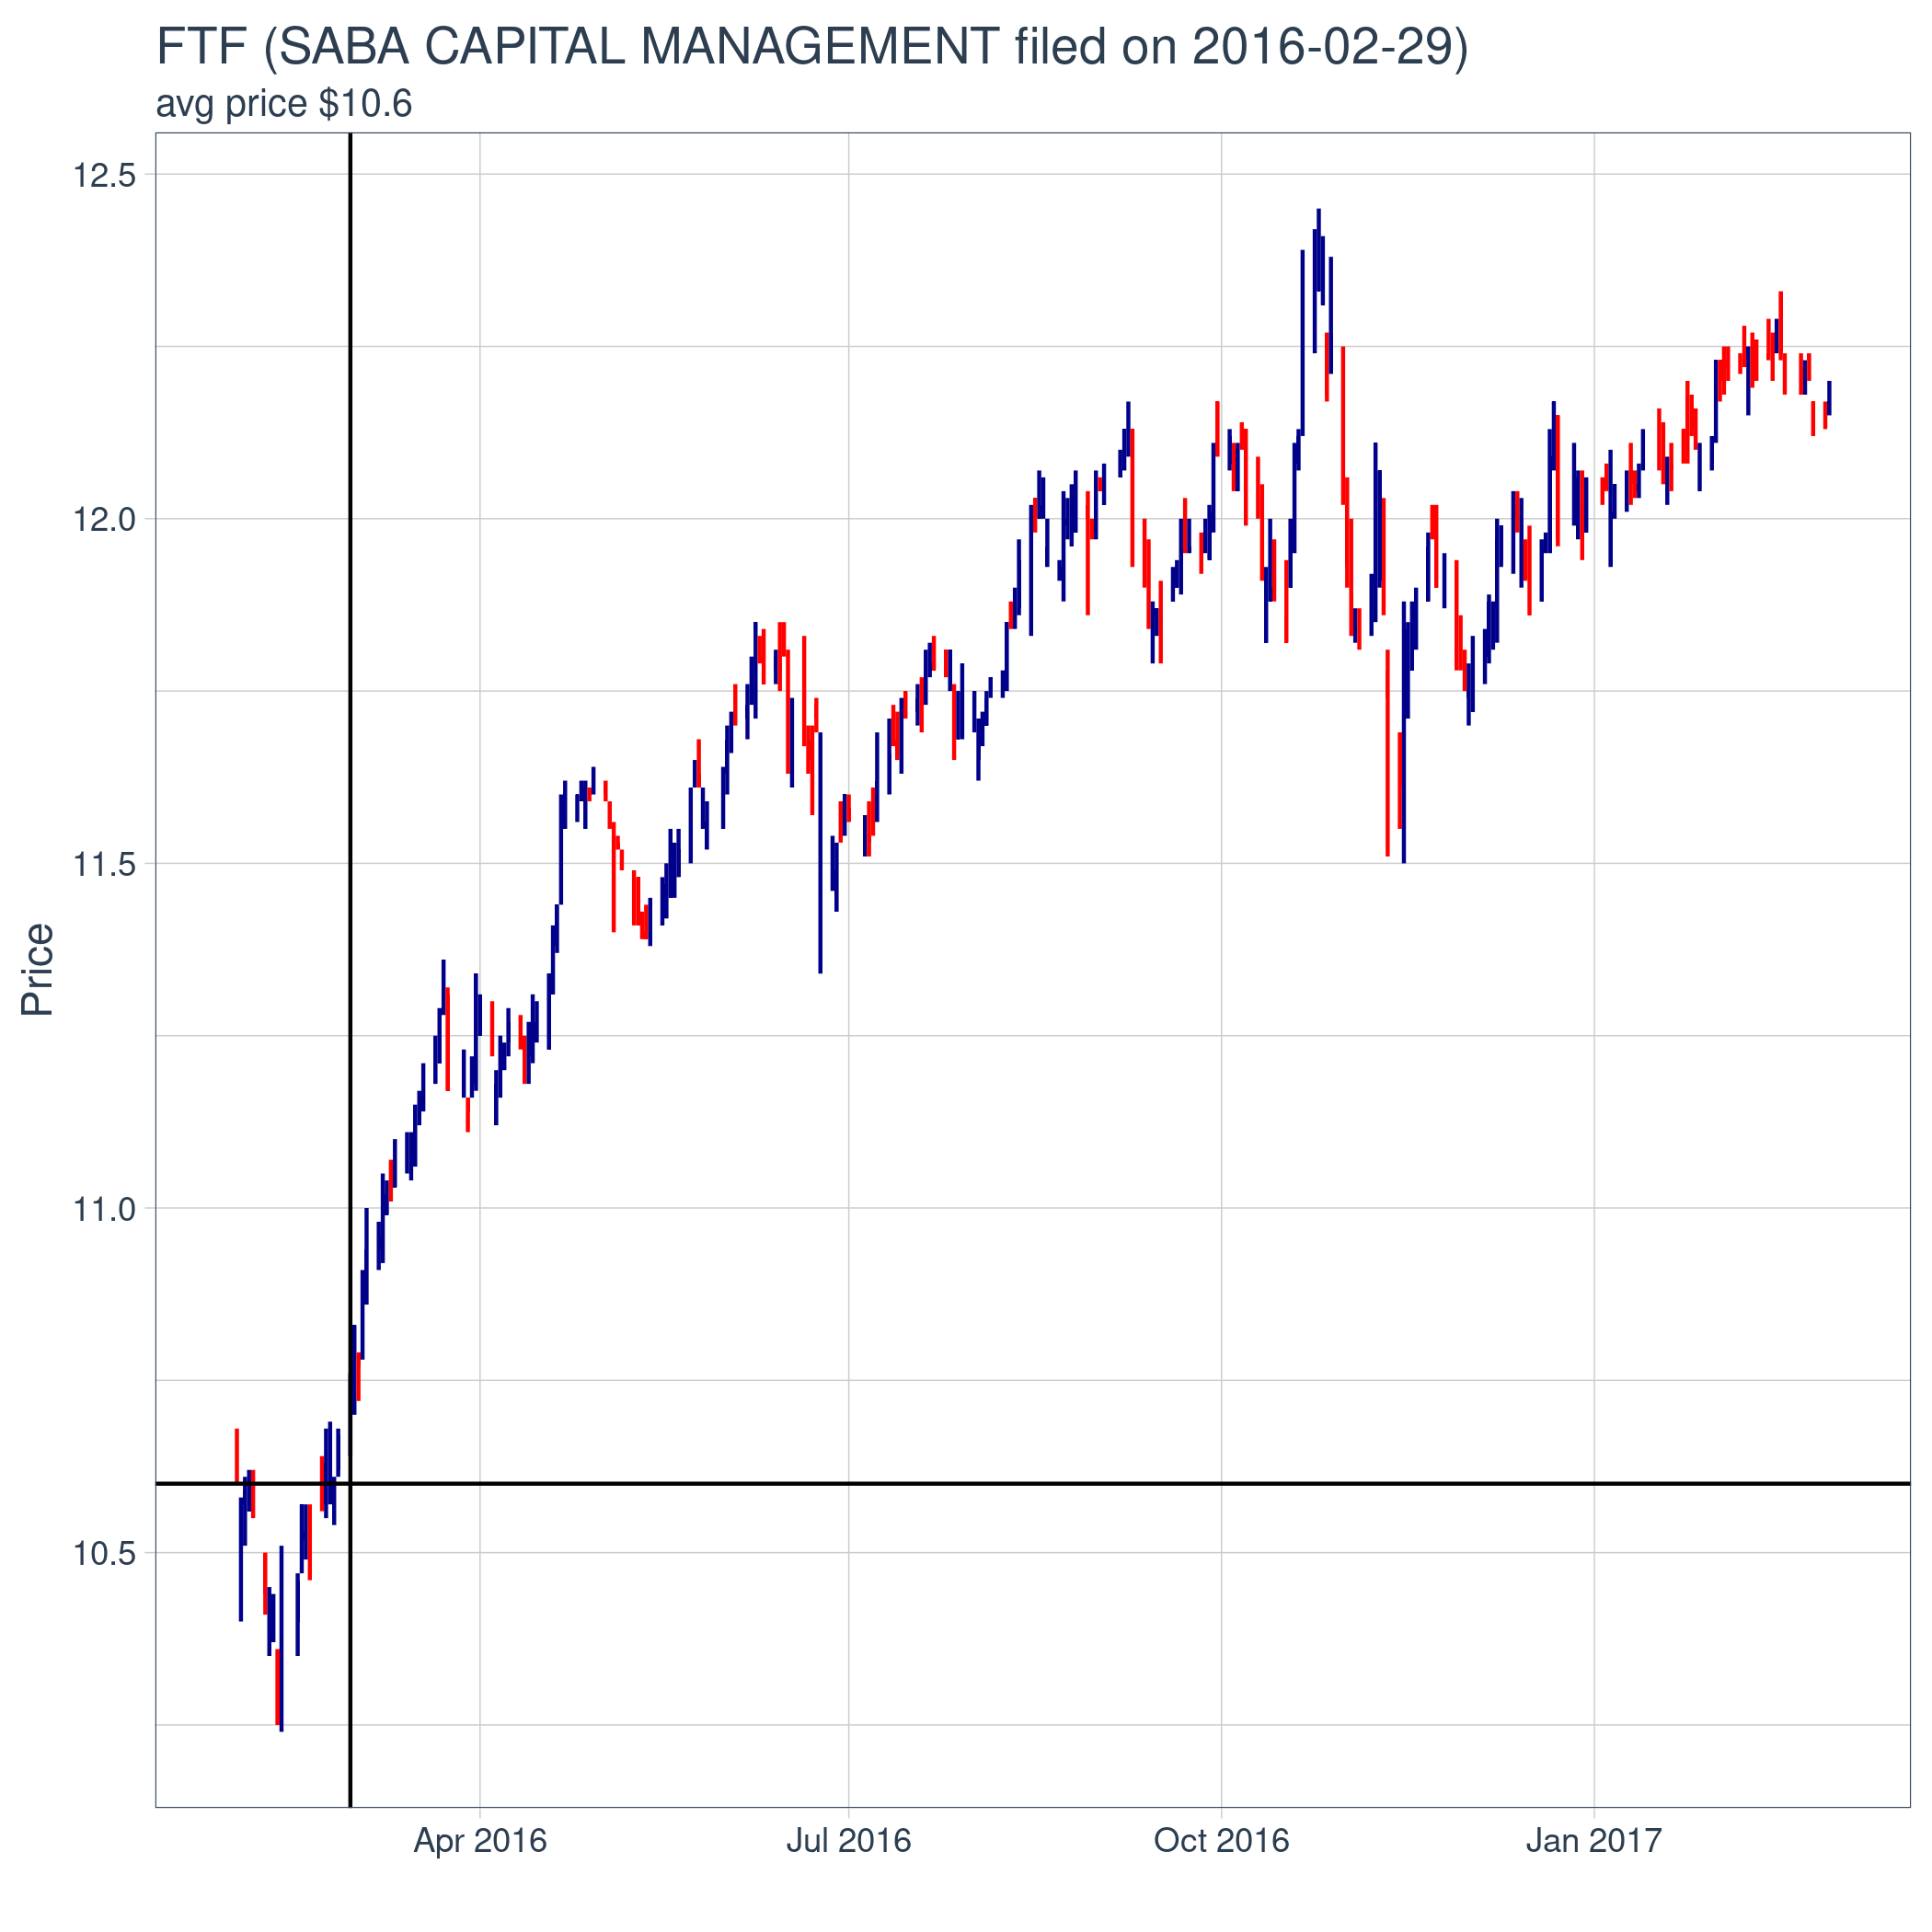 FTF (SABA CAPITAL MANAGEMENT filed on 2016-02-29)
avg price $10.6
12.5
12.0
11.5
11.0
10.5
Price
Apr 2016
Jul 2016
Oct 2016
Jan 2017